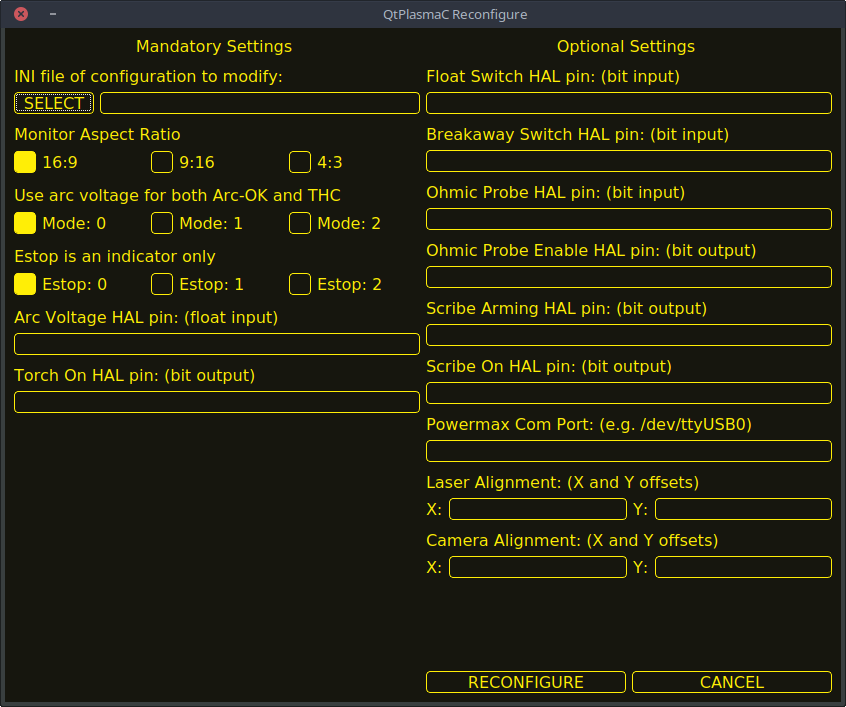 QtPlasmaC Reconfigure
Mandatory Settings
INI file of configuration to modify:
SELECT
Monitor Aspect Ratio
16:9 9:16 4:3
Use arc voltage for both Arc-OK and THC
Mode: 0 Mode: 1 Mode: 2
Estop is an indicator only
Estop: 0 Estop: 1 Estop: 2
Arc Voltage HAL pin: (float input)
Torch On HAL pin: (bit output)
Optional Settings
Float Switch HAL pin: (bit input)
Breakaway Switch HAL pin: (bit input)
Ohmic Probe HAL pin: (bit input)
Ohmic Probe Enable HAL pin: (bit output)
Scribe Arming HAL pin: (bit output)
Scribe On HAL pin: (bit output)
Powermax Com Port: (e.g. /dev/ttyUSB0)
Laser Alignment: (X and Y offsets)
X: Y:
Camera Alignment: (X and Y offsets)
X: Y:
RECONFIGURE CANCEL